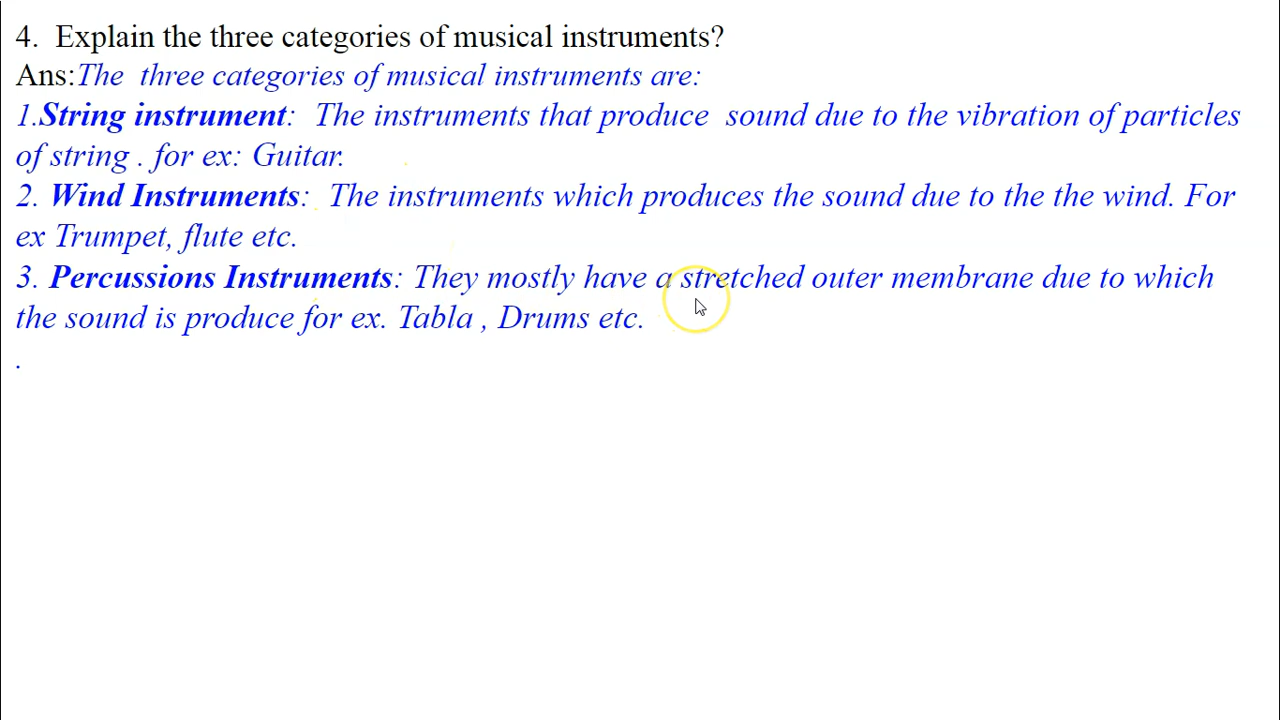 4.  Explain the three categories of musical instruments?
Ans:The  three categories of musical instruments are:
1.String instrument:  The instruments that produce  sound due to the vibration of particles
of string . for ex: Guitar.
2. Wind Instruments:  The instruments which produces the sound due to the the wind. For
ex Trumpet, flute etc.
3. Percussions Instruments: They mostly have a stretched outer membrane due to which
the sound is produce for ex. Tabla , Drums etc.
.